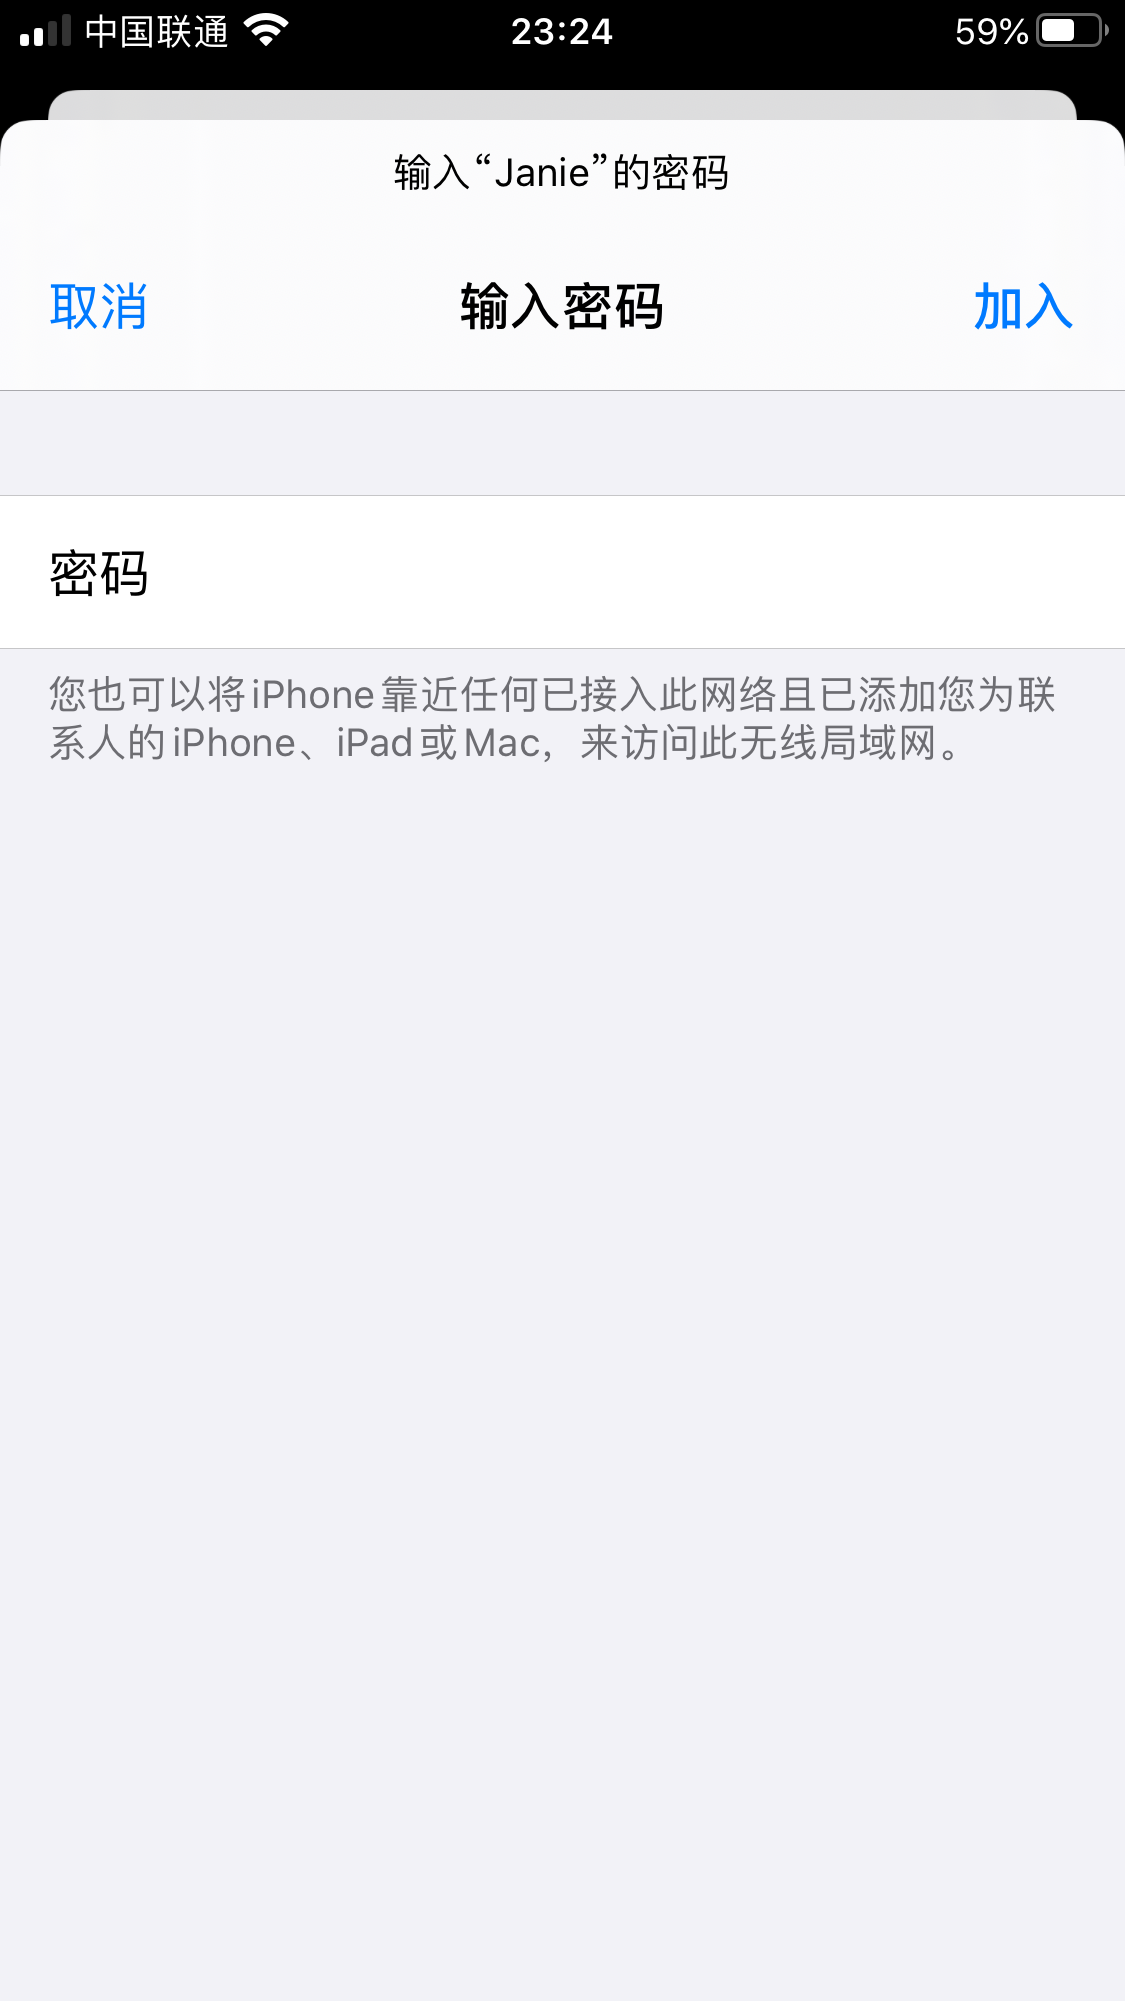 中国联通 23:24 59%
输入“Janie”的密码
取消 输入密码 加入
密码
您也可以将iPhone靠近任何已接入此网络且已添加您为联
系人的iPhone、iPad或Mac，来访问此无线局域网。